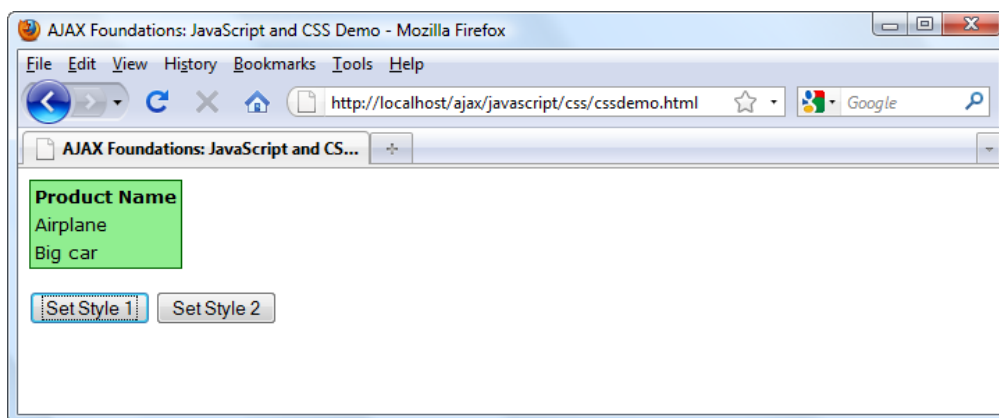 AJAX Foundations: JavaScript and CSS Demo - Mozilla Firefox
File Edit View History Bookmarks Tools Help
http://localhost/ajax/javascript/css/cssdemo.html Google
AJAX Foundations: JavaScript and CS...
Product Name
Airplane
Big car
Set Style 1 Set Style 2